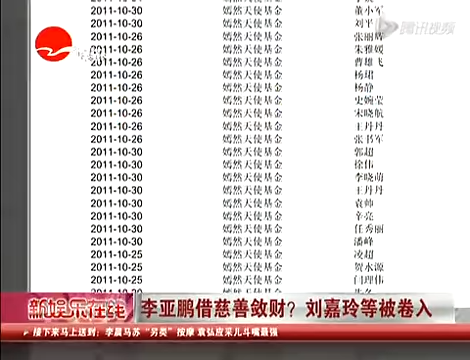 2011-10-30 嫣然天使基金 董小军
2011-10-30 嫣然天使基金 刘平
2011-10-26 嫣然天使基金 张丽辉
2011-10-26 嫣然天使基金 朱雅媛
2011-10-26 嫣然天使基金 曹雄飞
2011-10-26 嫣然天使基金 杨珺
2011-10-26 嫣然天使基金 杨静
2011-10-26 嫣然天使基金 史婉莹
2011-10-26 嫣然天使基金 宋晓航
2011-10-26 嫣然天使基金 王丹丹
2011-10-26 嫣然天使基金 张书军
2011-10-30 嫣然天使基金 郭超
2011-10-30 嫣然天使基金 徐伟
2011-10-30 嫣然天使基金 李晓萌
2011-10-30 嫣然天使基金 王丹丹
2011-10-30 嫣然天使基金 袁帅
2011-10-30 嫣然天使基金 辛亮
2011-10-30 嫣然天使基金 任秀丽
2011-10-30 嫣然天使基金 潘峰
2011-10-25 嫣然天使基金 凌超
2011-10-25 嫣然天使基金 贺水源
2011-10-25 嫣然天使基金 闫理伟
腾讯视频
新娱乐在线
李亚鹏借慈善敛财？刘嘉玲等被卷入
接下来马上送到：李晨马苏“另类”按摩 袁弘应采儿斗嘴最强